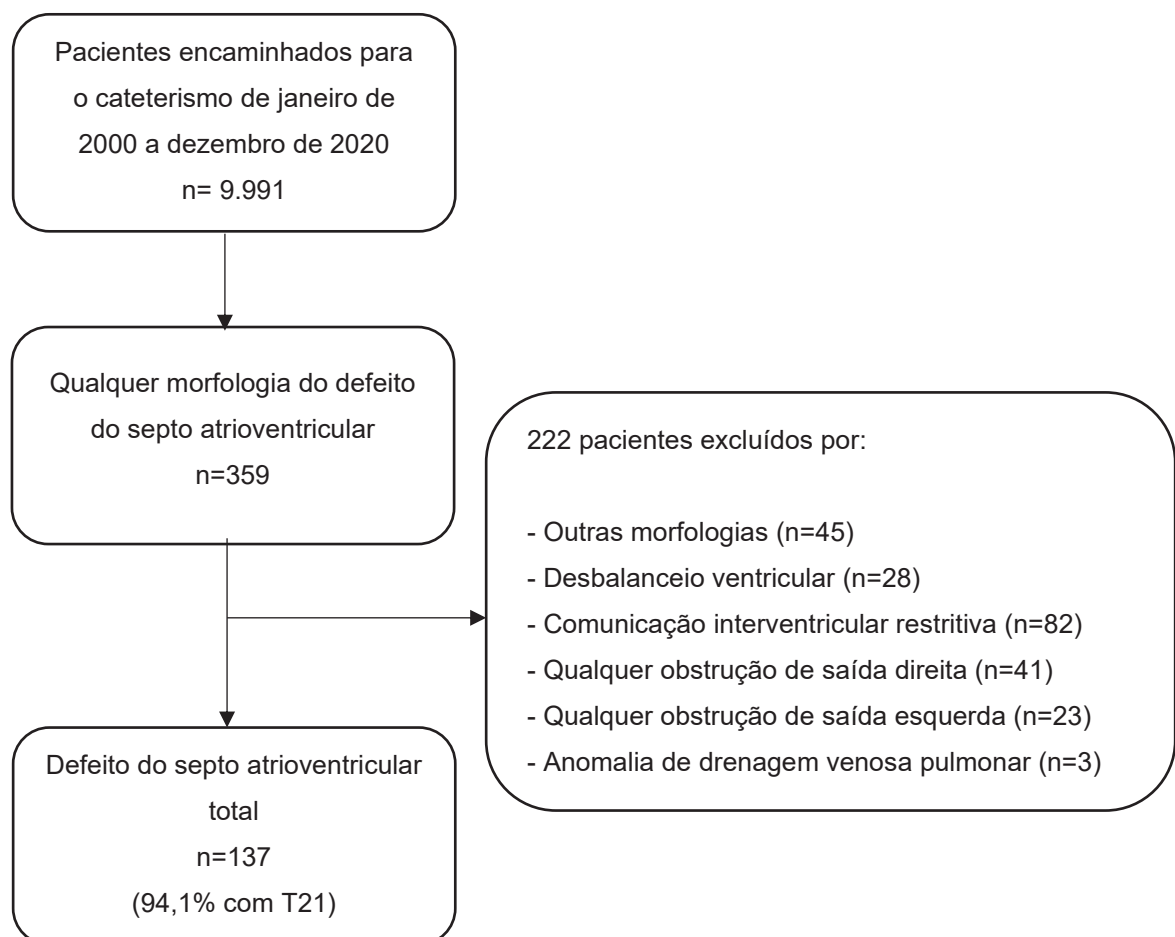 Pacientes encaminhados para
o cateterismo de janeiro de
2000 a dezembro de 2020
n= 9.991
Qualquer morfologia do defeito
do septo atrioventricular
n=359
222 pacientes excluídos por:
- Outras morfologias (n=45)
- Desbalanceio ventricular (n=28)
- Comunicação interventricular restritiva (n=82)
- Qualquer obstrução de saída direita (n=41)
- Qualquer obstrução de saída esquerda (n=23)
- Anomalia de drenagem venosa pulmonar (n=3)
Defeito do septo atrioventricular
total
n=137
(94,1% com T21)